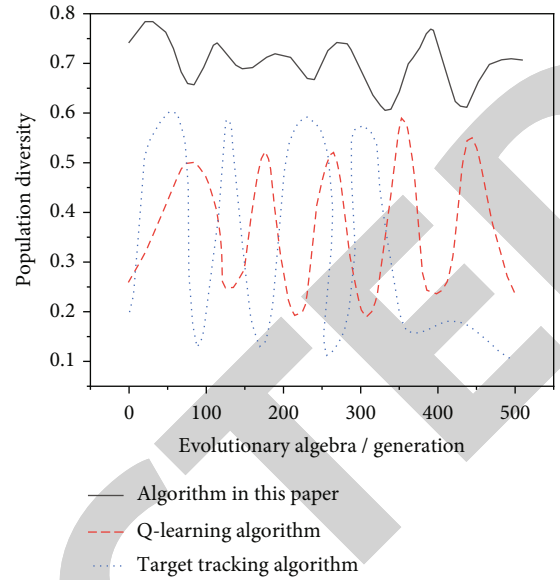 0.8
0.7
0.6
0.5
0.4
0.3
0.2
0.1
Population diversity
0 100 200 300 400 500
Evolutionary algebra / generation
Algorithm in this paper
Q-learning algorithm
Target tracking algorithm
CTED